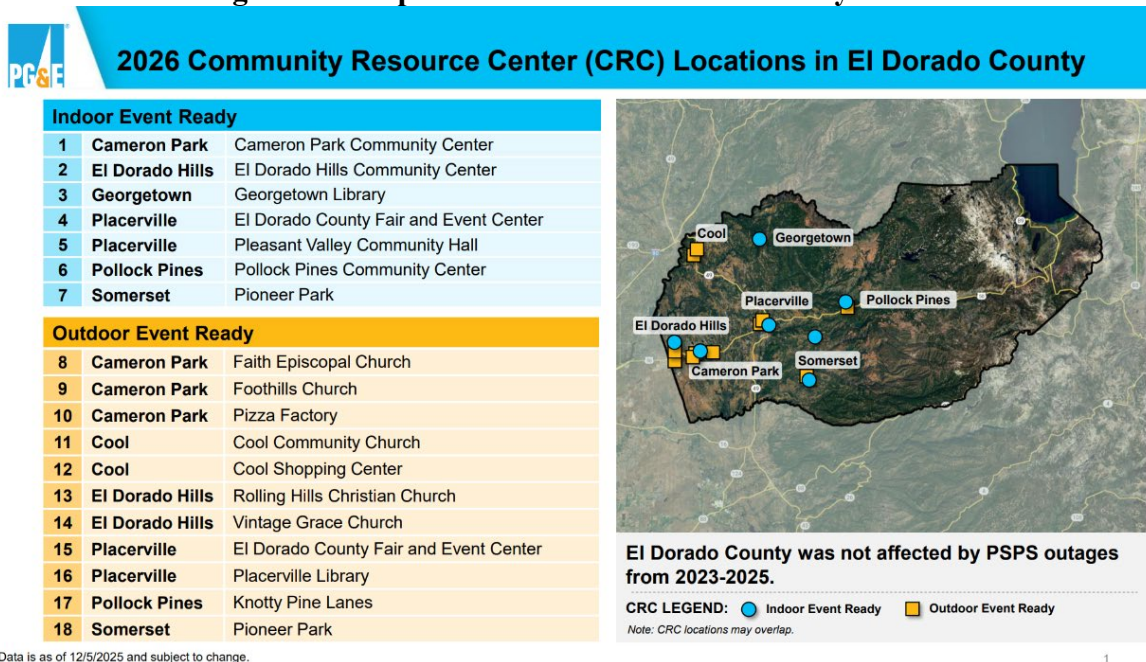 PG&E
2026 Community Resource Center (CRC) Locations in El Dorado County
Indoor Event Ready
1 Cameron Park Cameron Park Community Center
2 El Dorado Hills El Dorado Hills Community Center
3 Georgetown Georgetown Library
4 Placerville El Dorado County Fair and Event Center
5 Placerville Pleasant Valley Community Hall
6 Pollock Pines Pollock Pines Community Center
7 Somerset Pioneer Park
Outdoor Event Ready
8 Cameron Park Faith Episcopal Church
9 Cameron Park Foothills Church
10 Cameron Park Pizza Factory
11 Cool Cool Community Church
12 Cool Cool Shopping Center
13 El Dorado Hills Rolling Hills Christian Church
14 El Dorado Hills Vintage Grace Church
15 Placerville El Dorado County Fair and Event Center
16 Placerville Placerville Library
17 Pollock Pines Knotty Pine Lanes
18 Somerset Pioneer Park
Cool
Georgetown
Placerville
Pollock Pines
El Dorado Hills
Somerset
Cameron Park
El Dorado County was not affected by PSPS outages
from 2023-2025.
CRC LEGEND: Indoor Event Ready Outdoor Event Ready
Note: CRC locations may overlap.
Data is as of 12/5/2025 and subject to change.
1